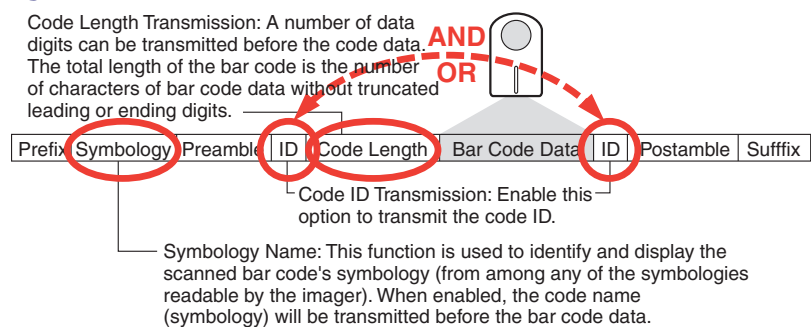 Code Length Transmission: A number of data
digits can be transmitted before the code data.
The total length of the bar code is the number
of characters of bar code data without truncated
leading or ending digits.
AND
OR
Prefix Symbology Preamble ID Code Length Bar Code Data ID Postamble Sufffix
Code ID Transmission: Enable this
option to transmit the code ID.
Symbology Name: This function is used to identify and display the
scanned bar code's symbology (from among any of the symbologies
readable by the imager). When enabled, the code name
(symbology) will be transmitted before the bar code data.